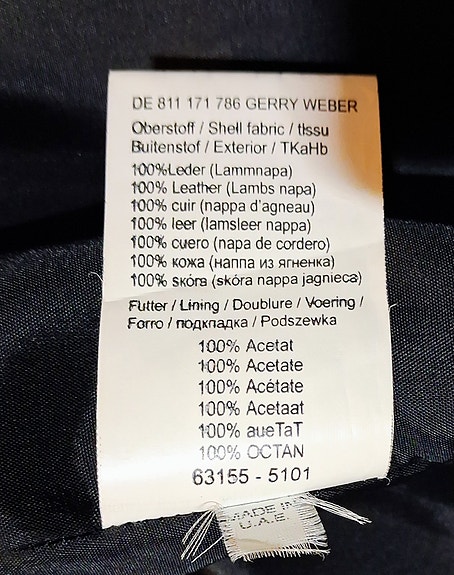 DE 811 171 786 GERRY WEBER
Oberstoff / Shell fabric / tIssu
Buitenstof / Exterior / TKaHb
100%Leder (Lammnapa)
100% Leather (Lambs napa)
100% cuir (nappa d'agneau)
100% leer (lamsleer nappa)
100% cuero (napa de cordero)
100% кожа (наппа из ягненка)
100% skóra (skóra nappa jagnieca)
Futter / Lining / Doublure / Voering /
Forro / подкпадка / Podszewka
100% Acetat
100% Acetate
100% Acétate
100% Acetaat
100% aueTaT
100% OCTAN
63155 - 5101
MADE IN
U.A.E.